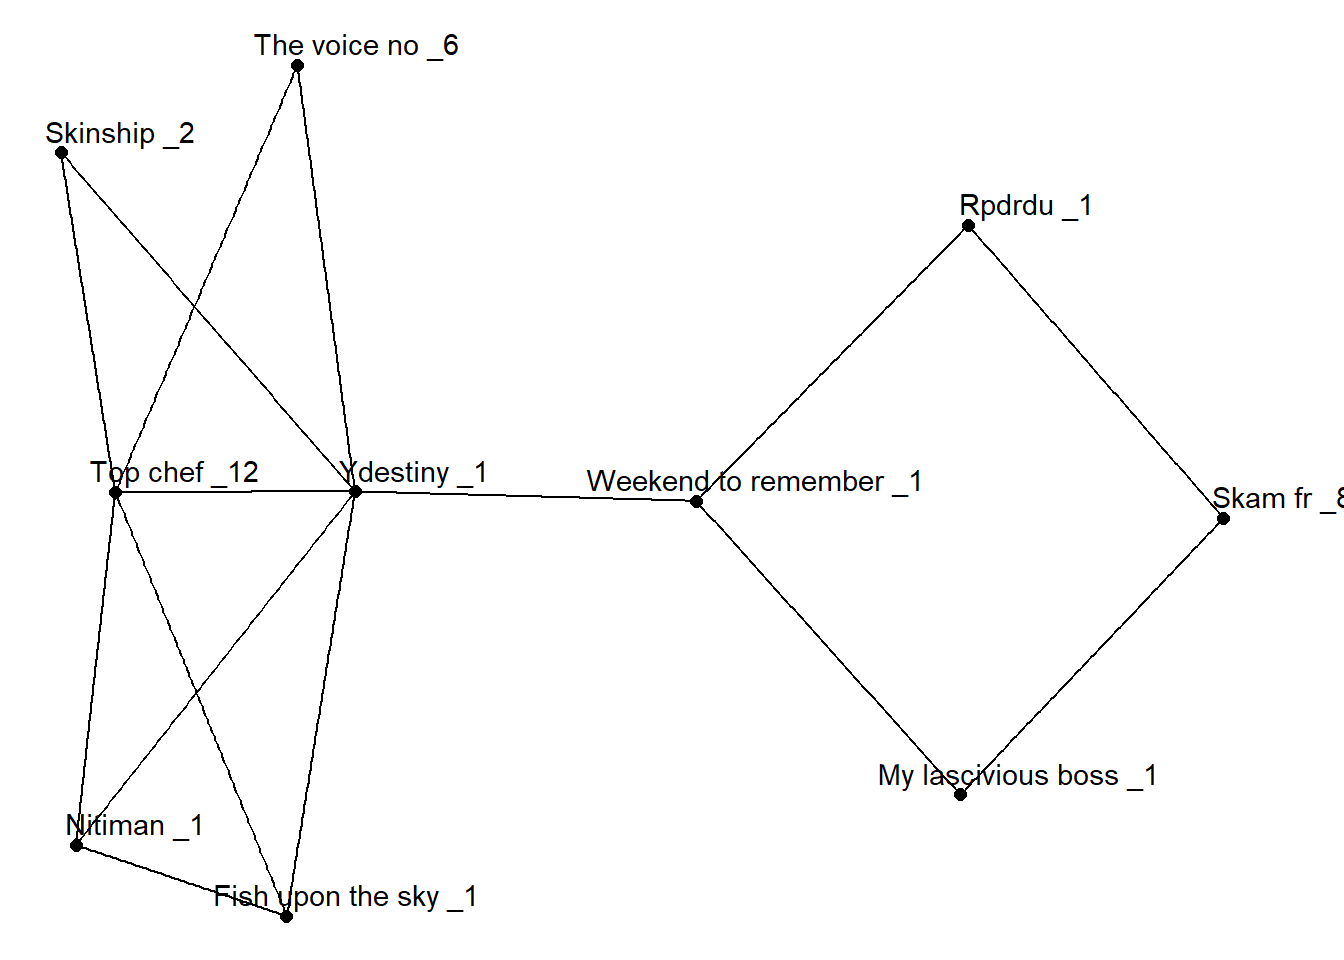 The voice no _6
Skinship _2
Rpdrdu _1
Top chef _12
Ydestiny _1
Weekend to remember _1
Skam fr _8
My lascivious boss _1
Nitiman _1
Fish upon the sky _1